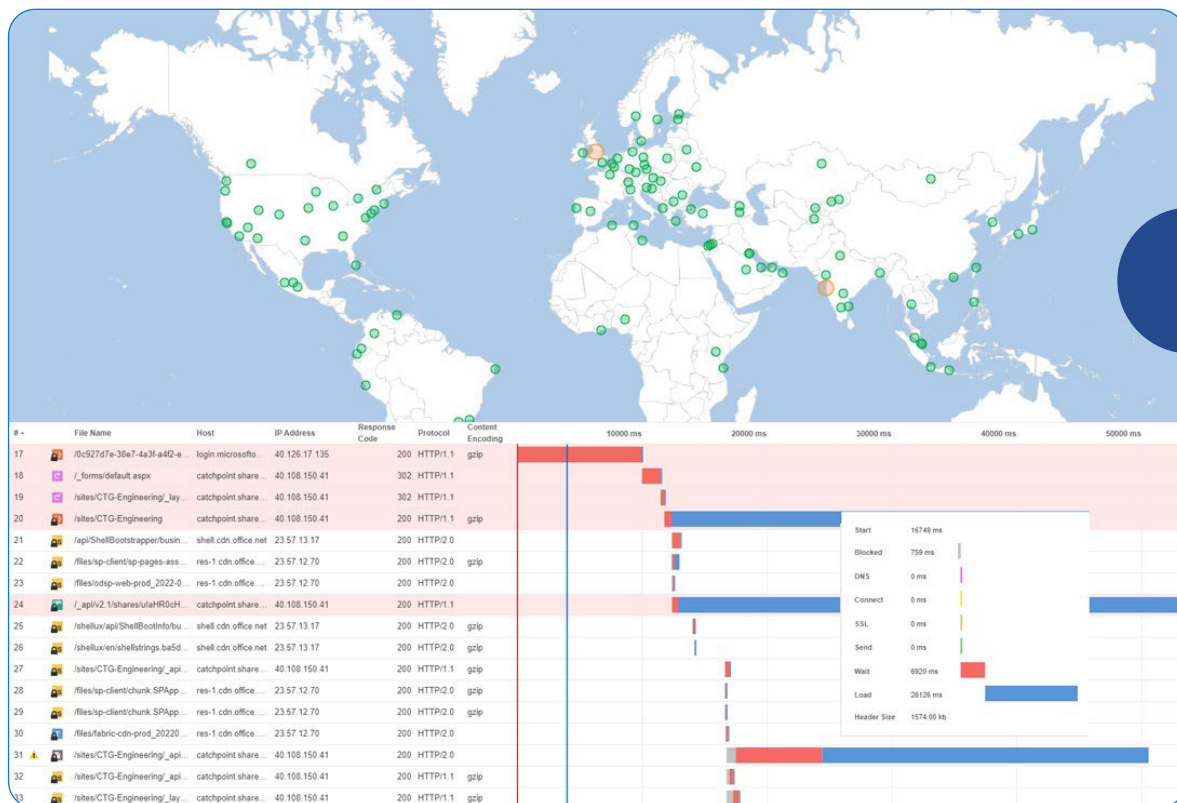 # File Name Host IP Address Response Code Protocol Content Encoding 10000 ms 20000 ms 30000 ms 40000 ms 50000 ms
17 /0c927d7e-38e7-4a3f-a4f2-e... login.microsofto... 40.126.17.135 200 HTTP/1.1 gzip
18 /_forms/default.aspx catchpoint.share... 40.108.150.41 302 HTTP/1.1
19 /sites/CTG-Engineering/_lay... catchpoint.share... 40.108.150.41 302 HTTP/1.1
20 /sites/CTG-Engineering catchpoint.share... 40.108.150.41 200 HTTP/1.1 gzip
21 /api/ShellBootstrapper/busin... shell.cdn.office.net 23.57.13.17 200 HTTP/2.0 gzip
22 /files/sp-client/sp-pages-ass... res-1.cdn.office.... 23.57.12.70 200 HTTP/2.0 gzip
23 /files/odsp-web-prod_2022-0... res-1.cdn.office.... 23.57.12.70 200 HTTP/2.0
24 /_api/v2.1/shares/u!aHR0cH... catchpoint.share... 40.108.150.41 200 HTTP/1.1
25 /shellux/api/ShellBootInfo/bu... shell.cdn.office.net 23.57.13.17 200 HTTP/2.0 gzip
26 /shellux/en/shellstrings.ba5d... shell.cdn.office.net 23.57.13.17 200 HTTP/2.0 gzip
27 /sites/CTG-Engineering/_api... catchpoint.share... 40.108.150.41 200 HTTP/1.1 gzip
28 /files/sp-client/chunk.SPApp... res-1.cdn.office.... 23.57.12.70 200 HTTP/2.0 gzip
29 /files/sp-client/chunk.SPApp... res-1.cdn.office.... 23.57.12.70 200 HTTP/2.0 gzip
30 /files/fabric-cdn-prod_20220... res-1.cdn.office.... 23.57.12.70 200 HTTP/2.0
31 /sites/CTG-Engineering/_api... catchpoint.share... 40.108.150.41 200 HTTP/2.0
32 /sites/CTG-Engineering/_api... catchpoint.share... 40.108.150.41 200 HTTP/1.1 gzip
33 /sites/CTG-Engineering/_lay... catchpoint.share... 40.108.150.41 200 HTTP/1.1 gzip
Start 16749 ms
Blocked 759 ms
DNS 0 ms
Connect 0 ms
SSL 0 ms
Send 0 ms
Wait 6920 ms
Load 26126 ms
Header Size 1574.00 kb